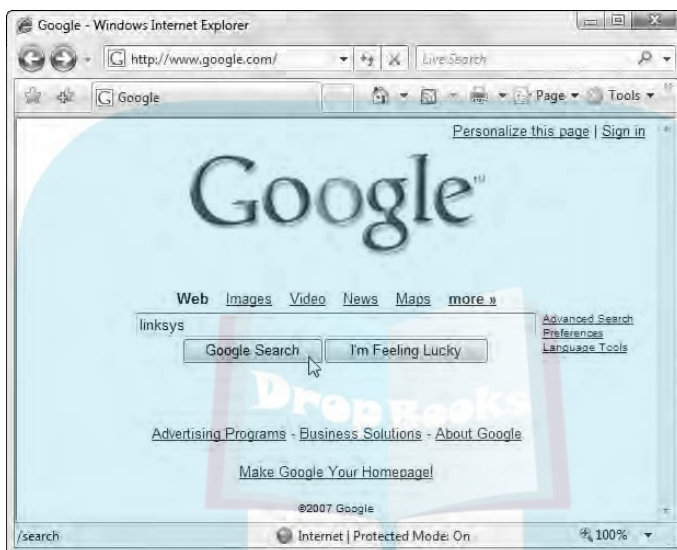 Google - Windows Internet Explorer
http://www.google.com/ Live Search
Google Page Tools
Personalize this page | Sign in
Google
Web Images Video News Maps more »
linksys
Advanced Search
Preferences
Language Tools
Google Search I'm Feeling Lucky
DropBooks
Advertising Programs - Business Solutions - About Google
Make Google Your Homepage!
©2007 Google
/search Internet | Protected Mode: On 100%